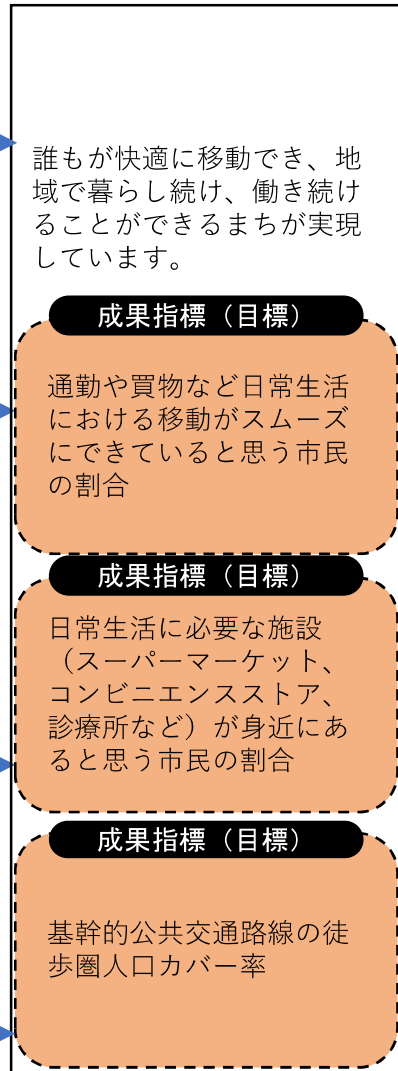 誰もが快適に移動でき、地
域で暮らし続け、働き続け
ることができるまちが実現
しています。
成果指標（目標）
通勤や買物など日常生活
における移動がスムーズ
にできていると思う市民
の割合
成果指標（目標）
日常生活に必要な施設
（スーパーマーケット、
コンビニエンスストア、
診療所など）が身近にあ
ると思う市民の割合
成果指標（目標）
基幹的公共交通路線の徒
歩圏人口カバー率